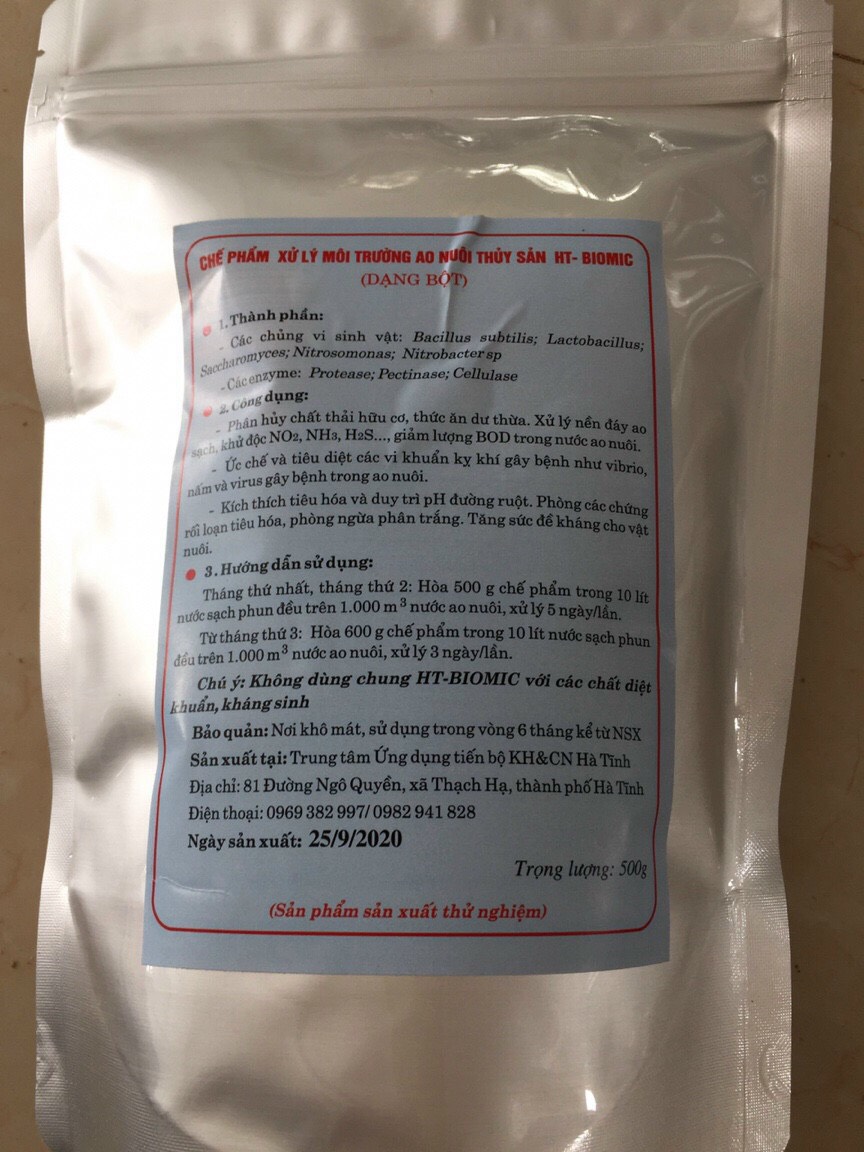 CHẾ PHẨM XỬ LÝ MÔI TRƯỜNG AO NUÔI THỦY SẢN HT- BIOMIC
(DẠNG BỘT)
1. Thành phần:
- Các chủng vi sinh vật: Bacillus subtilis; Lactobacillus;
Saccharomyces; Nitrosomonas; Nitrobacter sp
- Các enzyme: Protease; Pectinase; Cellulase
2. Công dụng:
- Phân hủy chất thải hữu cơ, thức ăn dư thừa. Xử lý nền đáy ao
sạch, khử độc NO2, NH3, H2S..., giảm lượng BOD trong nước ao nuôi.
- Ức chế và tiêu diệt các vi khuẩn kỵ khí gây bệnh như vibrio,
nấm và virus gây bệnh trong ao nuôi.
- Kích thích tiêu hóa và duy trì pH đường ruột. Phòng các chứng
rối loạn tiêu hóa, phòng ngừa phân trắng. Tăng sức đề kháng cho vật
nuôi.
3. Hướng dẫn sử dụng:
Tháng thứ nhất, tháng thứ 2: Hòa 500 g chế phẩm trong 10 lít
nước sạch phun đều trên 1.000 m³ nước ao nuôi, xử lý 5 ngày/lần.
Từ tháng thứ 3: Hòa 600 g chế phẩm trong 10 lít nước sạch phun
đều trên 1.000 m³ nước ao nuôi, xử lý 3 ngày/lần.
Chú ý: Không dùng chung HT-BIOMIC với các chất diệt
khuẩn, kháng sinh
Bảo quản: Nơi khô mát, sử dụng trong vòng 6 tháng kể từ NSX
Sản xuất tại: Trung tâm Ứng dụng tiến bộ KH&CN Hà Tĩnh
Địa chỉ: 81 Đường Ngô Quyền, xã Thạch Hạ, thành phố Hà Tĩnh
Điện thoại: 0969 382 997/ 0982 941 828
Ngày sản xuất: 25/9/2020
Trọng lượng: 500g
(Sản phẩm sản xuất thử nghiệm)